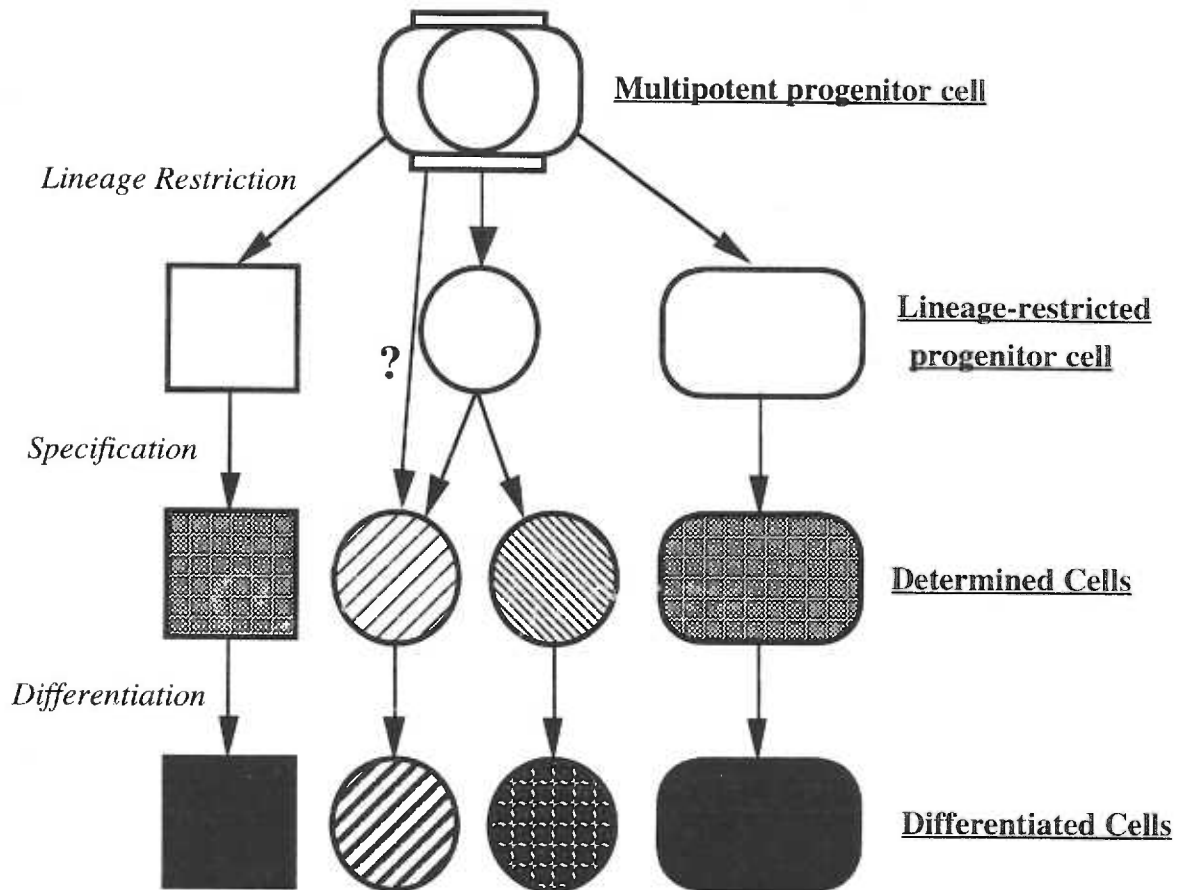 Multipotent progenitor cell
Lineage Restriction
Lineage-restricted
progenitor cell
?
Specification
Determined Cells
Differentiation
Differentiated Cells